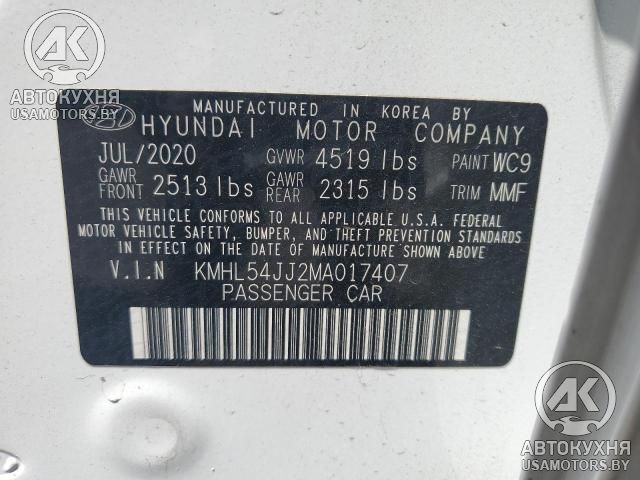 АК
АВТОКУХНЯ
USAMOTORS.BY
MANUFACTURED IN KOREA BY
HYUNDAI MOTOR COMPANY
JUL/2020 GVWR 4519 lbs PAINT WC9
GAWR FRONT 2513 lbs GAWR REAR 2315 lbs TRIM MMF
THIS VEHICLE CONFORMS TO ALL APPLICABLE U.S.A. FEDERAL
MOTOR VEHICLE SAFETY, BUMPER, AND THEFT PREVENTION STANDARDS
IN EFFECT ON THE DATE OF MANUFACTURE SHOWN ABOVE
V.I.N KMHL54JJ2MA017407
PASSENGER CAR
АК
АВТОКУХНЯ
USAMOTORS.BY